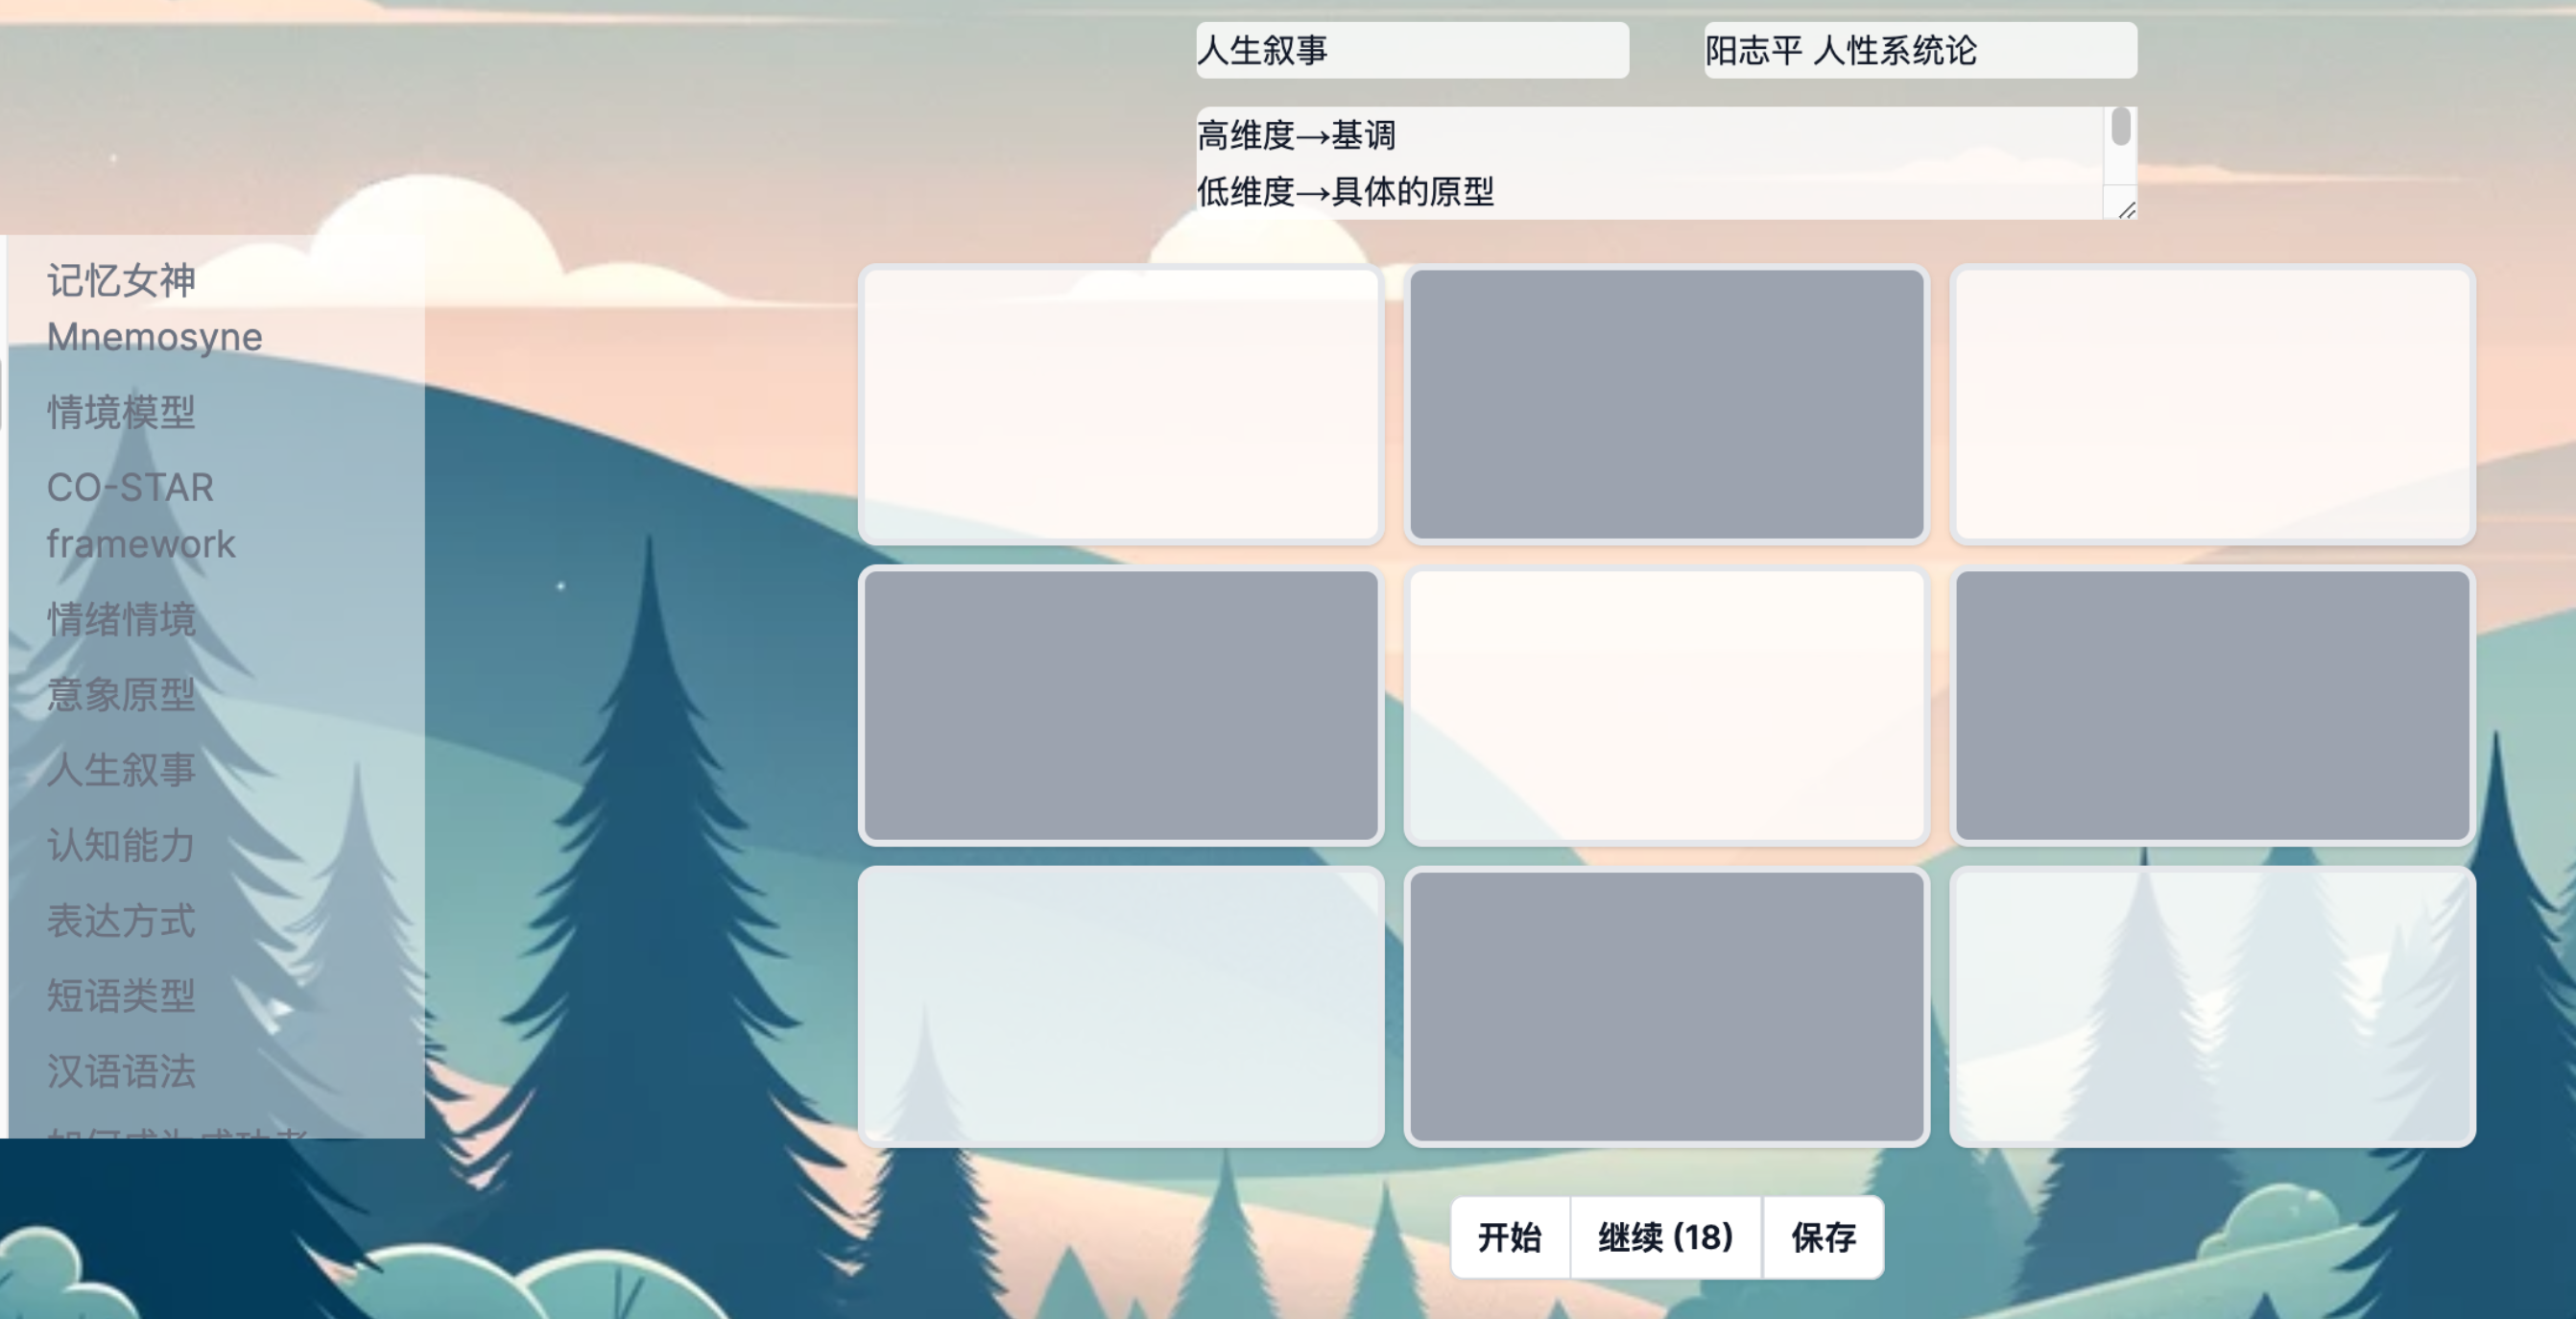 人生叙事
阳志平 人性系统论
高维度→基调
低维度→具体的原型
记忆女神
Mnemosyne
情境模型
CO-STAR
framework
情绪情境
意象原型
人生叙事
认知能力
表达方式
短语类型
汉语语法
开始
继续 (18)
保存